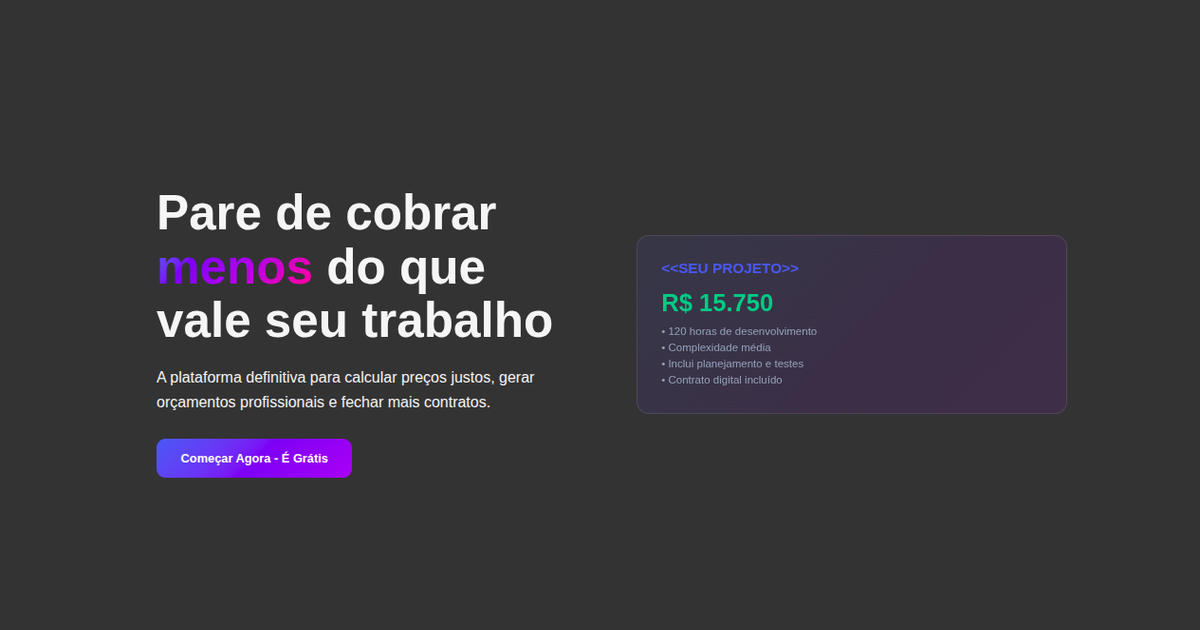 Pare de cobrar
menos do que
vale seu trabalho
A plataforma definitiva para calcular preços justos, gerar
orçamentos profissionais e fechar mais contratos.
Começar Agora - É Grátis
<<SEU PROJETO>>
R$ 15.750
• 120 horas de desenvolvimento
• Complexidade média
• Inclui planejamento e testes
• Contrato digital incluído